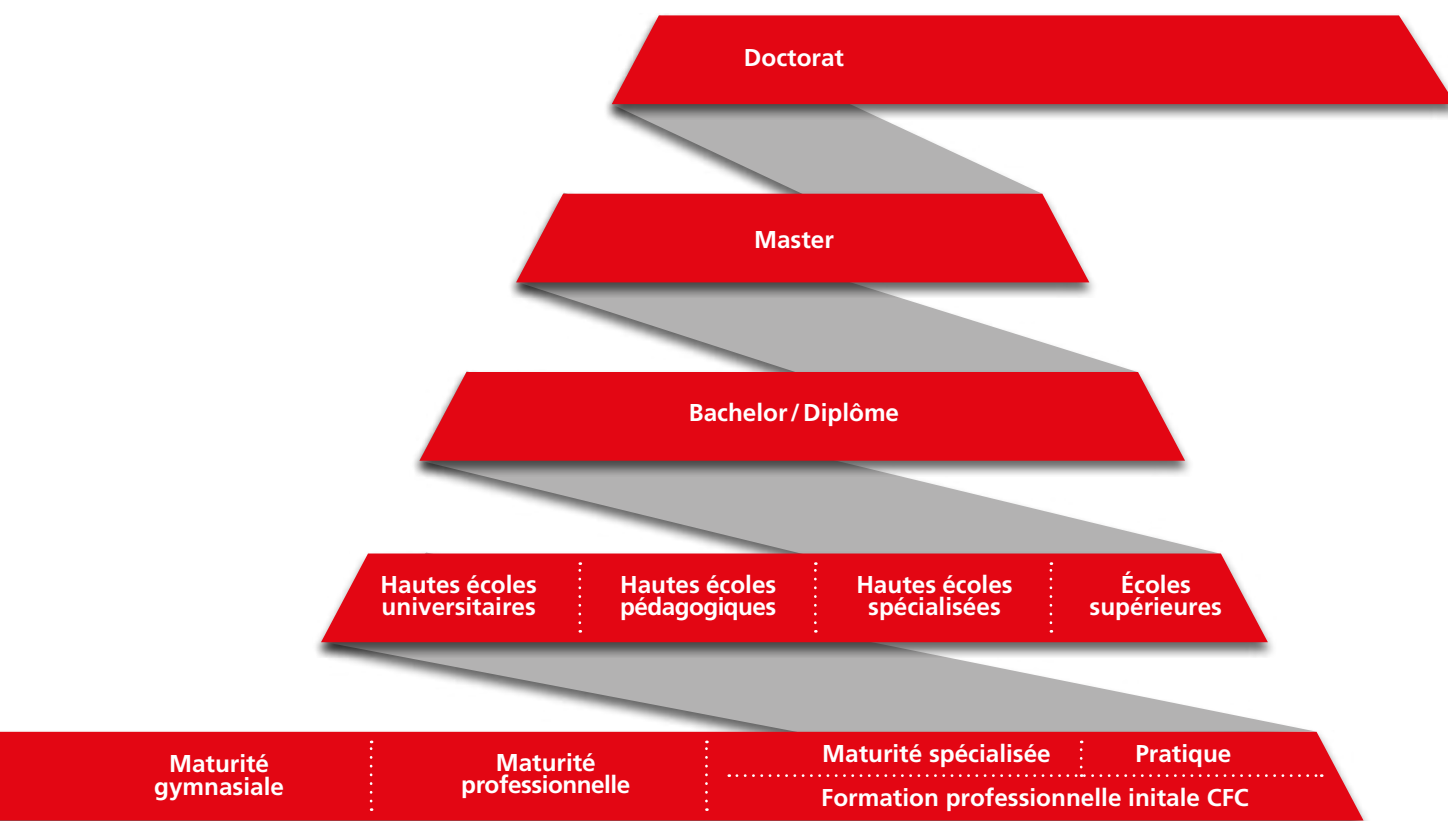 Doctorat
Master
Bachelor / Diplôme
Hautes écoles
universitaires
Hautes écoles
pédagogiques
Hautes écoles
spécialisées
Écoles
supérieures
Maturité
gymnasiale
Maturité
professionnelle
Maturité spécialisée
Pratique
Formation professionnelle initale CFC